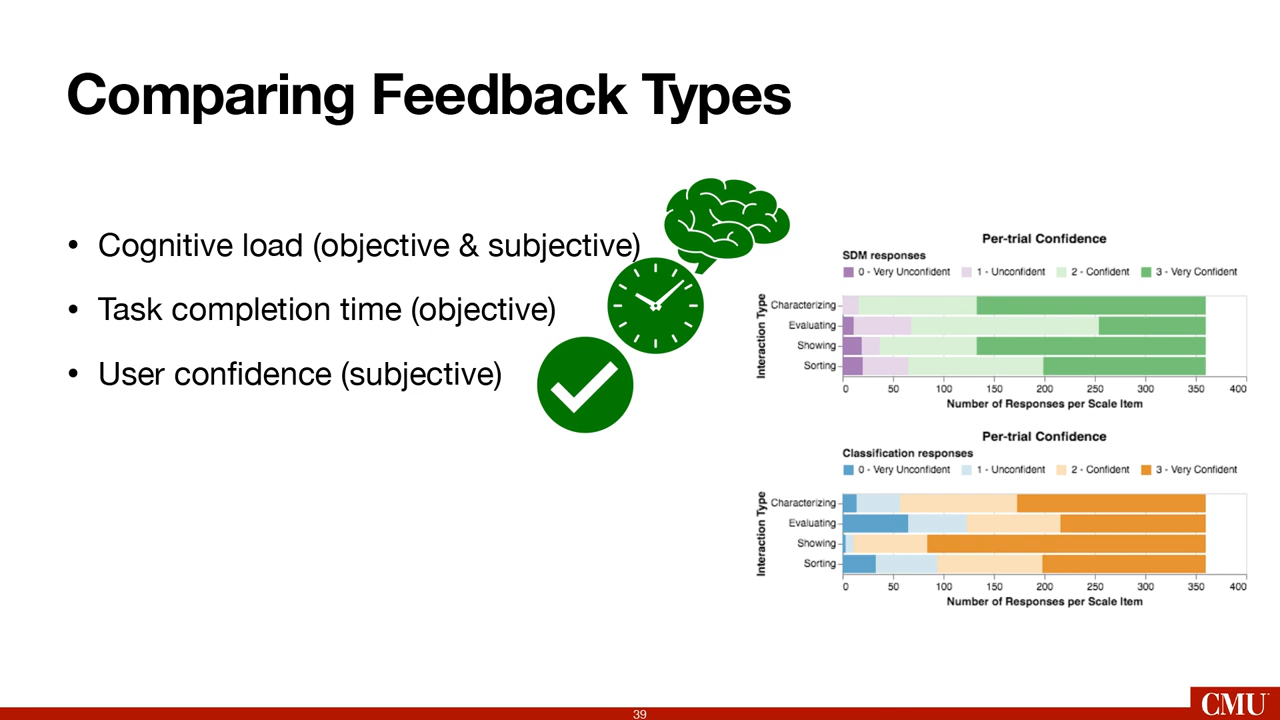 Comparing Feedback Types
• Cognitive load (objective & subjective)
• Task completion time (objective)
• User confidence (subjective)
Per-trial Confidence
SDM responses
0 - Very Unconfident 1 - Unconfident 2 - Confident 3 - Very Confident
Interaction Type
Characterizing
Evaluating
Showing
Sorting
0 50 100 150 200 250 300 350 400
Number of Responses per Scale Item
Per-trial Confidence
Classification responses
0 - Very Unconfident 1 - Unconfident 2 - Confident 3 - Very Confident
Interaction Type
Characterizing
Evaluating
Showing
Sorting
0 50 100 150 200 250 300 350 400
Number of Responses per Scale Item
39
CMU